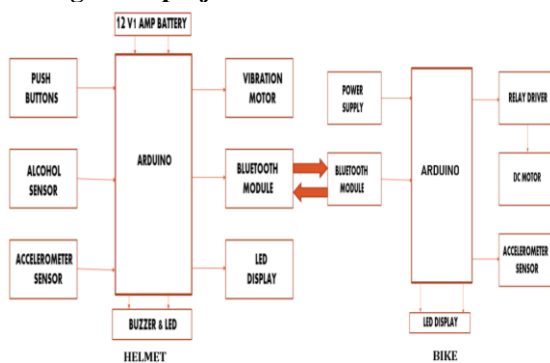 12 V1 AMP BATTERY
PUSH
BUTTONS
ALCOHOL
SENSOR
ACCELEROMETER
SENSOR
ARDUINO
VIBRATION
MOTOR
BLUETOOTH
MODULE
LED
DISPLAY
BUZZER & LED
HELMET
POWER
SUPPLY
BLUETOOTH
MODULE
ARDUINO
RELAY DRIVER
DC MOTOR
ACCELEROMETER
SENSOR
LED DISPLAY
BIKE